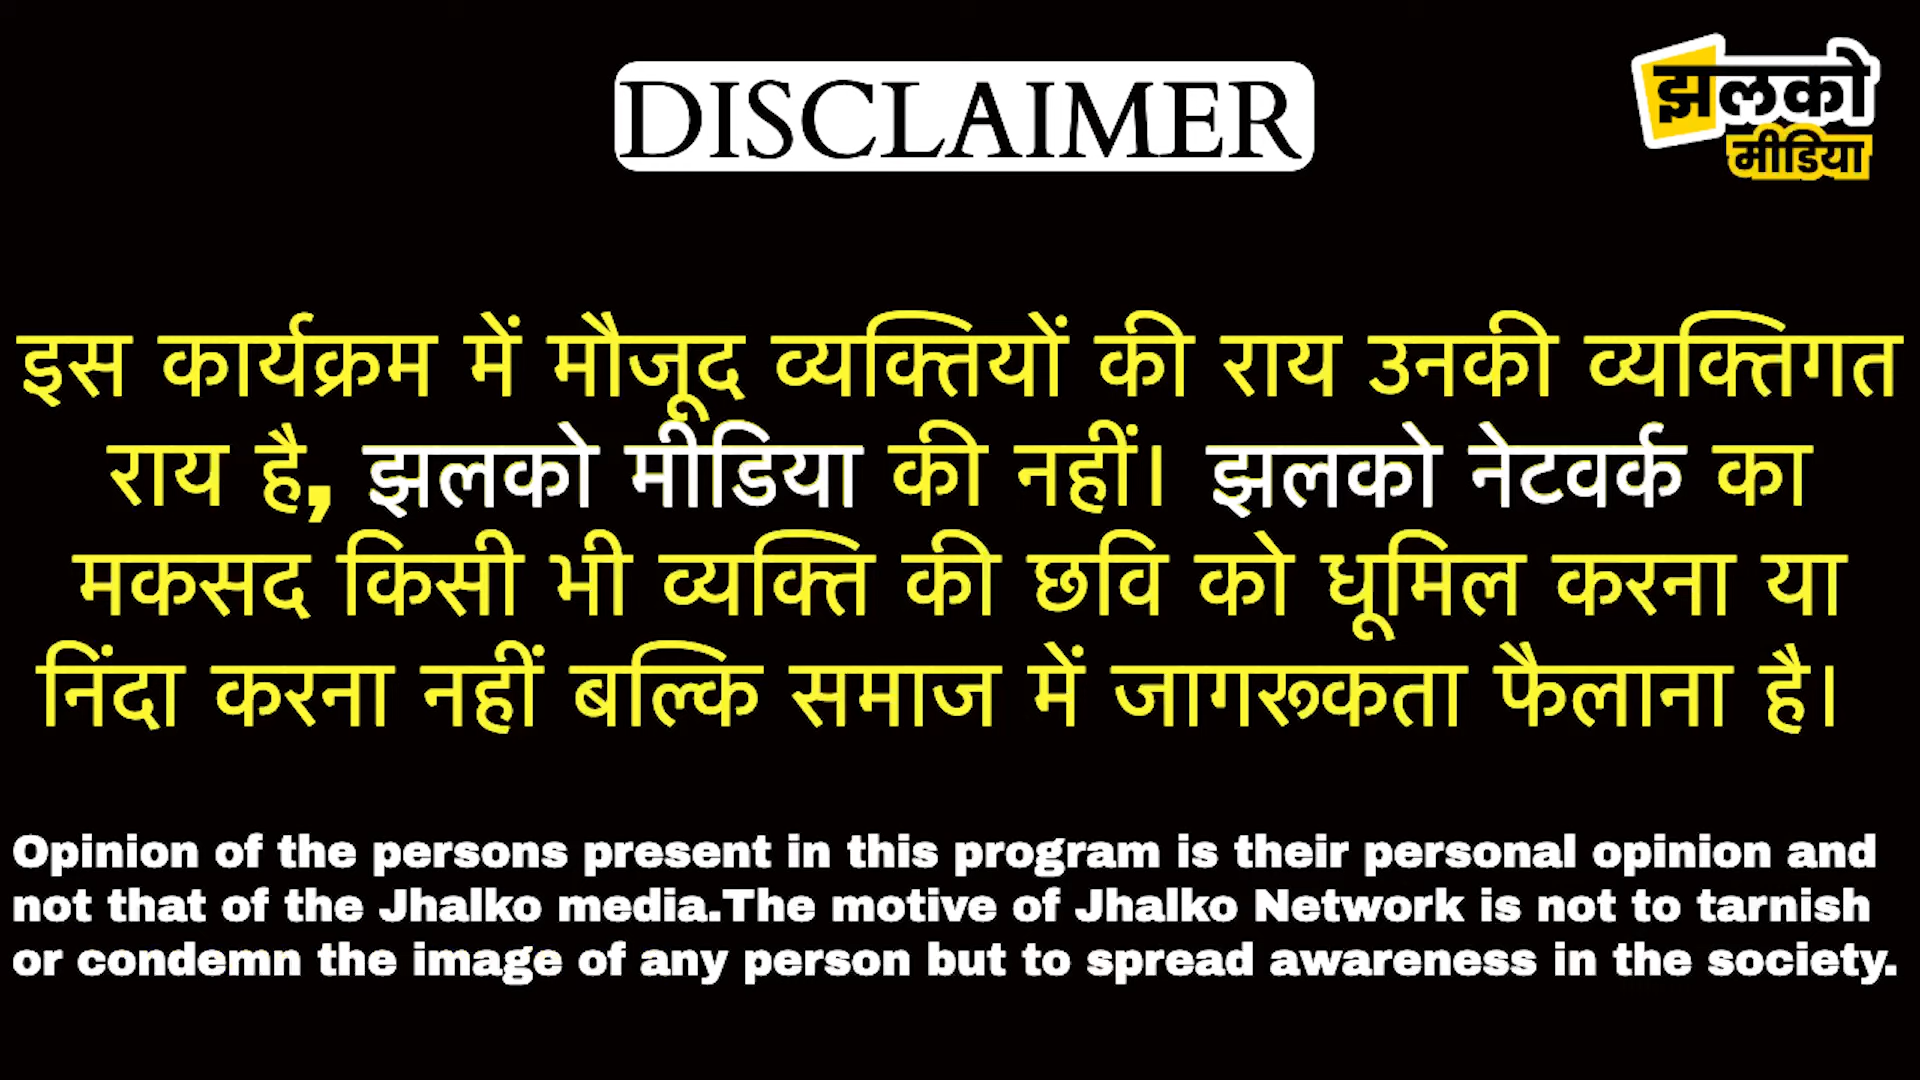 DISCLAIMER
झलको
मीडिया
इस कार्यक्रम में मौजूद व्यक्तियों की राय उनकी व्यक्तिगत
राय है, झलको मीडिया की नहीं। झलको नेटवर्क का
मकसद किसी भी व्यक्ति की छवि को धूमिल करना या
निंदा करना नहीं बल्कि समाज में जागरूकता फैलाना है।
Opinion of the persons present in this program is their personal opinion and
not that of the Jhalko media.The motive of Jhalko Network is not to tarnish
or condemn the image of any person but to spread awareness in the society.